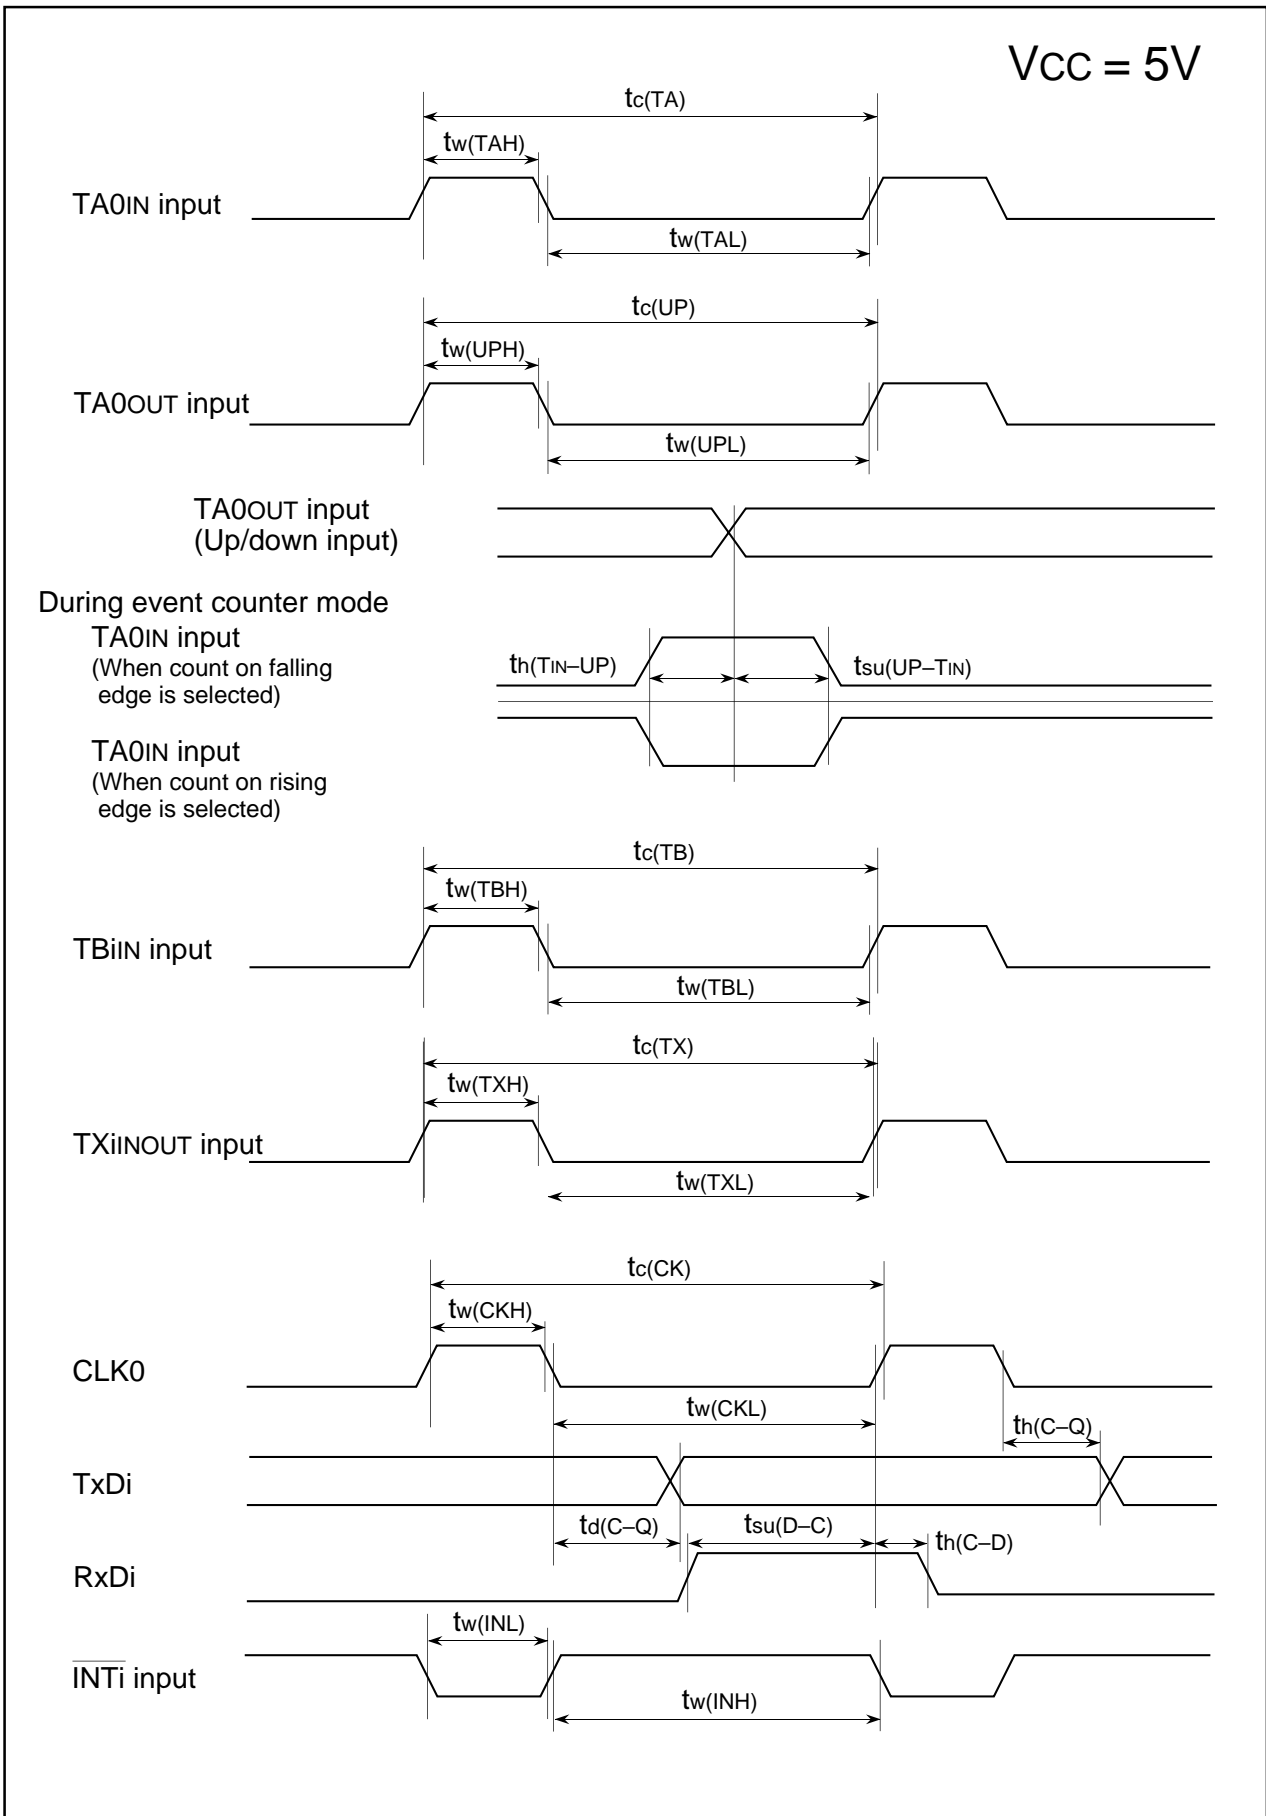 VCC = 5V
tc(TA)
tw(TAH)
TA0IN input
tw(TAL)
tc(UP)
tw(UPH)
TA0OUT input
tw(UPL)
TA0OUT input
(Up/down input)
During event counter mode
TA0IN input
(When count on falling
edge is selected)
th(TIN–UP)
tsu(UP–TIN)
TA0IN input
(When count on rising
edge is selected)
tc(TB)
tw(TBH)
TBiIN input
tw(TBL)
tc(TX)
tw(TXH)
TXiINOUT input
tw(TXL)
tc(CK)
tw(CKH)
CLK0
tw(CKL)
th(C–Q)
TxDi
td(C–Q)
tsu(D–C)
th(C–D)
RxDi
tw(INL)
INTi input
tw(INH)